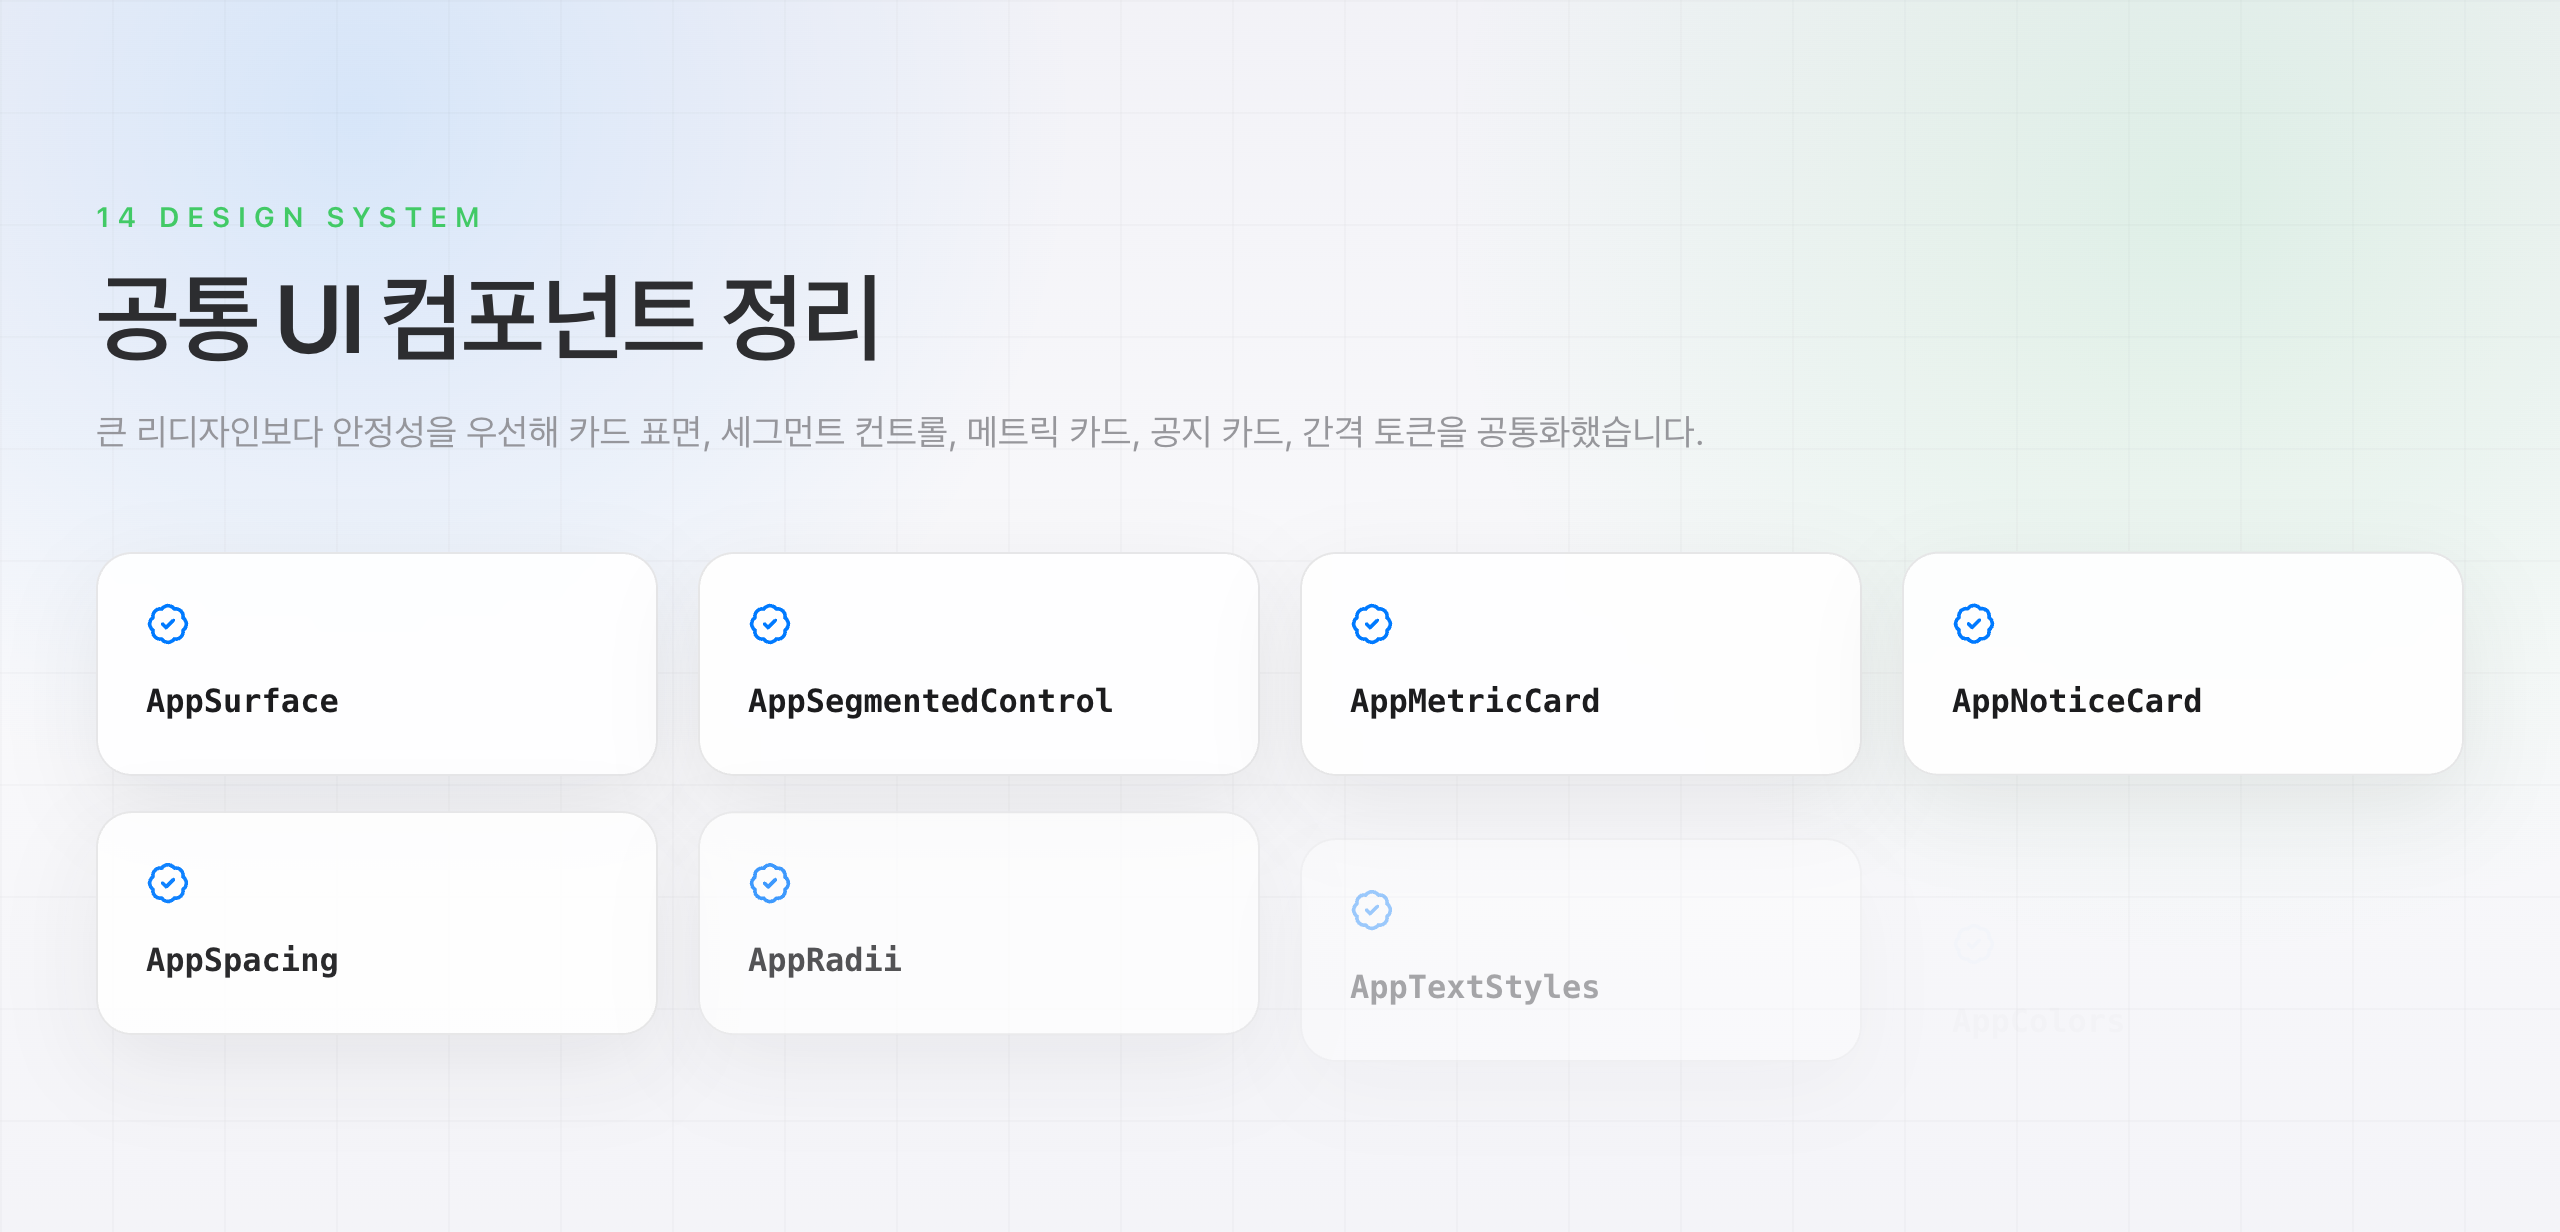 14 DESIGN SYSTEM
공통 UI 컴포넌트 정리
큰 리디자인보다 안정성을 우선해 카드 표면, 세그먼트 컨트롤, 메트릭 카드, 공지 카드, 간격 토큰을 공통화했습니다.
AppSurface
AppSegmentedControl
AppMetricCard
AppNoticeCard
AppSpacing
AppRadii
AppTextStyles
AppColors